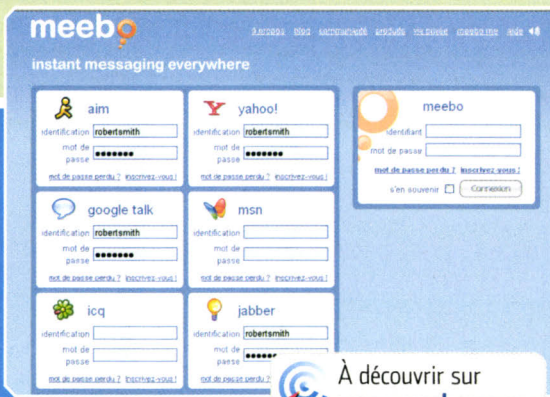 meebo
à propos blog communauté produits vie privée meebo me aide
instant messaging everywhere
aim
identification robertsmith
mot de passe •••••••
mot de passe perdu ? inscrivez-vous !
yahoo!
identification robertsmith
mot de passe •••••••
mot de passe perdu ? inscrivez-vous !
google talk
identification robertsmith
mot de passe •••••••
mot de passe perdu ? inscrivez-vous !
msn
identification
mot de passe
mot de passe perdu ? inscrivez-vous !
icq
identification
mot de passe
mot de passe perdu ? inscrivez-vous !
jabber
identification robertsmith
mot de passe
mot de passe perdu ?
meebo
identifiant
mot de passe
mot de passe perdu ? inscrivez-vous !
s'en souvenir Connexion
À découvrir sur